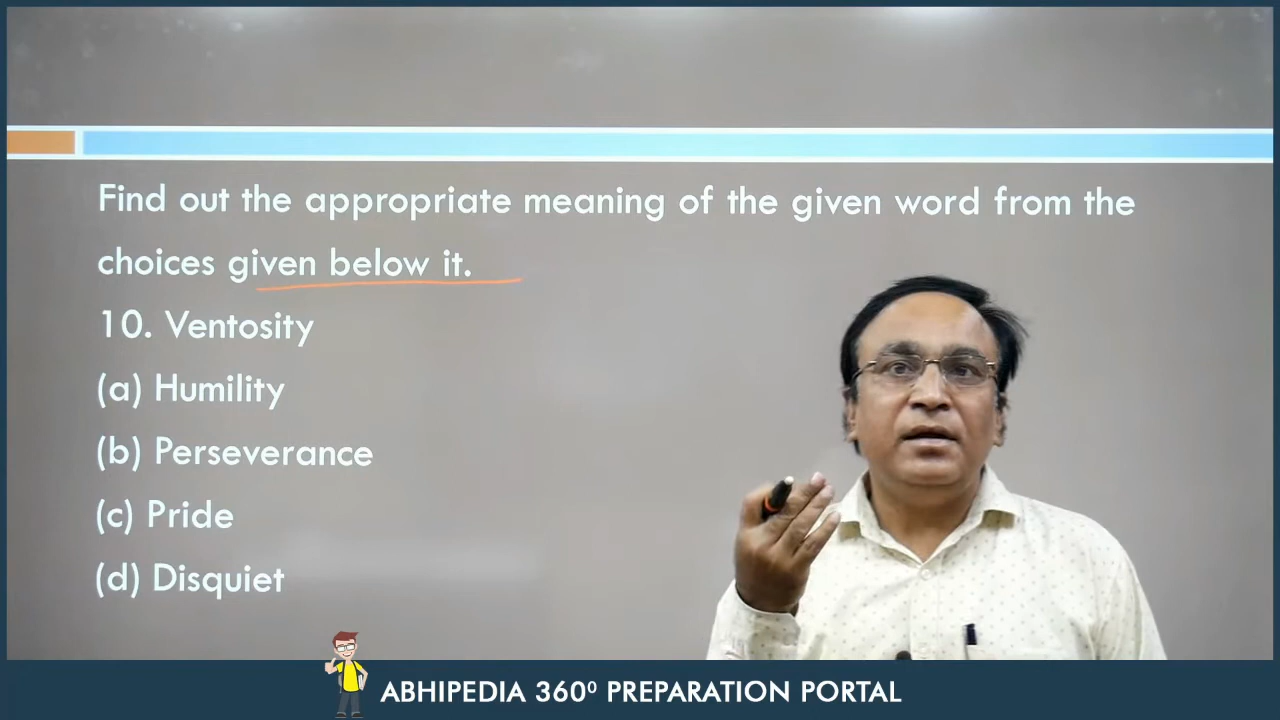 Find out the appropriate meaning of the given word from the
choices given below it.
10. Ventosity
(a) Humility
(b) Perseverance
(c) Pride
(d) Disquiet
ABHIPEDIA 360⁰ PREPARATION PORTAL